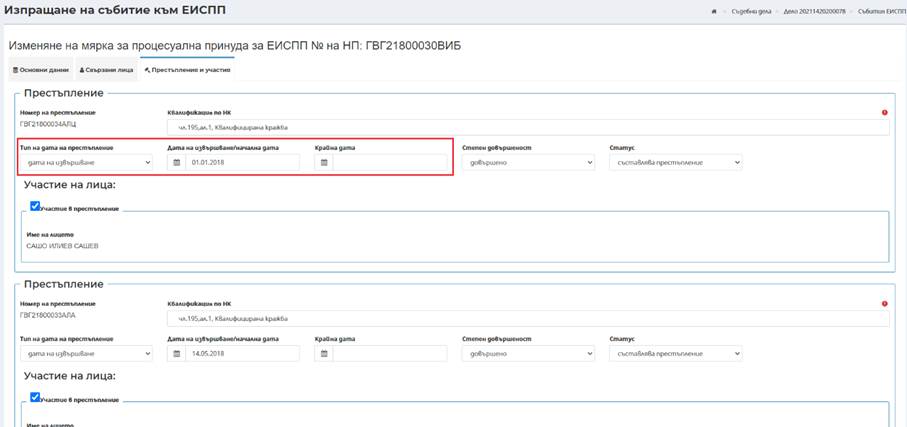 Изпращане на събитие към ЕИСПП
Съдебни дела
Дело 20211420200078
Събития ЕИСПП
Изменяне на мярка за процесуална принуда за ЕИСПП № на НП: ГВГ21800030ВИБ
Основни данни
Свързани лица
Престъпления и участия
Престъпление
Номер на престъпление
Квалификации по НК
ГВГ21800034АЛЦ
чл.195,ал.1, Квалифицирана кражба
Тип на дата на престъпление
Дата на извършване/начална дата
Крайна дата
Степен довършеност
Статус
дата на извършване
01.01.2018
довършено
съставлява престъпление
Участие на лица:
Участие в престъпление
Име на лицето
САШО ИЛИЕВ САШЕВ
Престъпление
Номер на престъпление
Квалификации по НК
ГВГ21800033АЛА
чл.195,ал.1, Квалифицирана кражба
Тип на дата на престъпление
Дата на извършване/начална дата
Крайна дата
Степен довършеност
Статус
дата на извършване
14.05.2018
довършено
съставлява престъпление
Участие на лица:
Участие в престъпление
Име на лицето